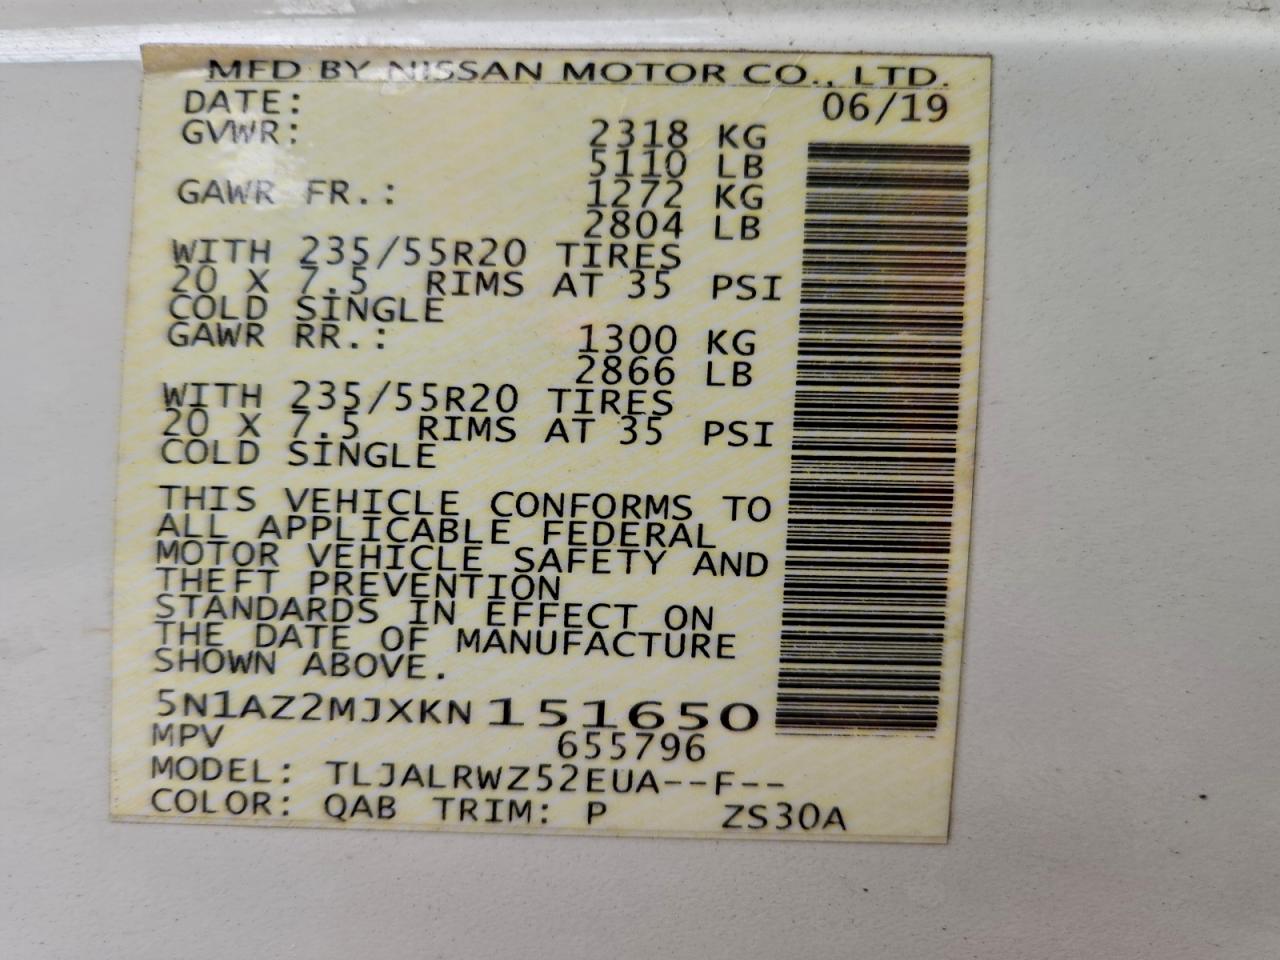 MFD BY NISSAN MOTOR CO., LTD.
DATE: 06/19
GVWR: 2318 KG
5110 LB
GAWR FR.: 1272 KG
2804 LB
WITH 235/55R20 TIRES
20 X 7.5 RIMS AT 35 PSI
COLD SINGLE
GAWR RR.: 1300 KG
2866 LB
WITH 235/55R20 TIRES
20 X 7.5 RIMS AT 35 PSI
COLD SINGLE
THIS VEHICLE CONFORMS TO
ALL APPLICABLE FEDERAL
MOTOR VEHICLE SAFETY AND
THEFT PREVENTION
STANDARDS IN EFFECT ON
THE DATE OF MANUFACTURE
SHOWN ABOVE.
5N1AZ2MJXKN151650
MPV 655796
MODEL: TLJALRWZ52EUA--F--
COLOR: QAB TRIM: P ZS30A